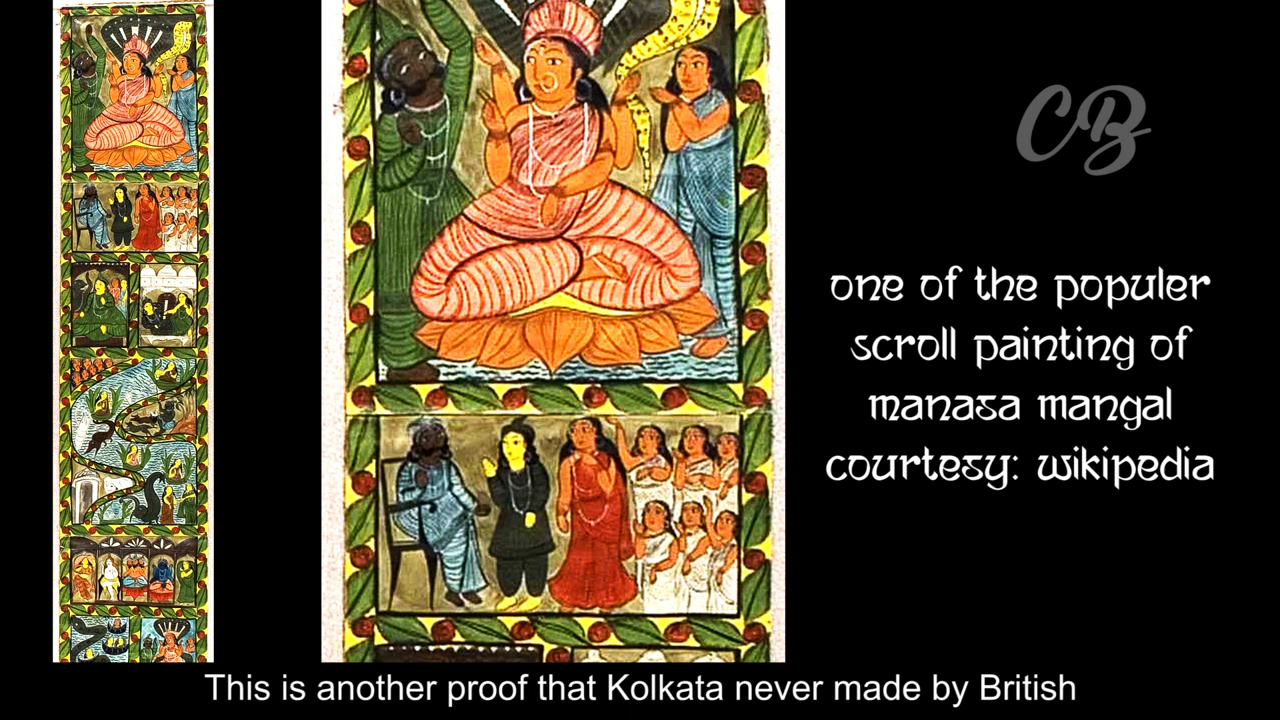 CB
one of the populer
scroll painting of
manasa mangal
courtesy: wikipedia
This is another proof that Kolkata never made by British